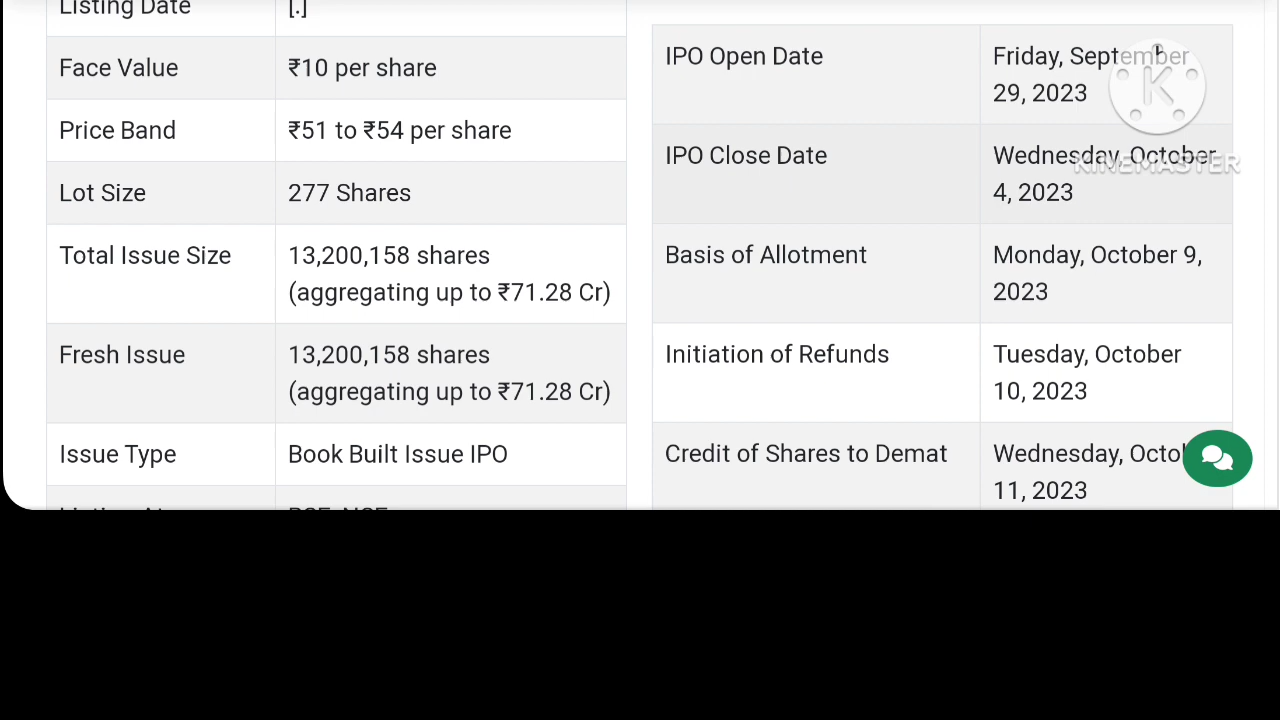 Listing Date [.]
Face Value ₹10 per share
Price Band ₹51 to ₹54 per share
Lot Size 277 Shares
Total Issue Size 13,200,158 shares
(aggregating up to ₹71.28 Cr)
Fresh Issue 13,200,158 shares
(aggregating up to ₹71.28 Cr)
Issue Type Book Built Issue IPO
IPO Open Date Friday, September
29, 2023
IPO Close Date Wednesday, October
4, 2023
Basis of Allotment Monday, October 9,
2023
Initiation of Refunds Tuesday, October
10, 2023
Credit of Shares to Demat Wednesday, Octo
11, 2023
K
KINEMASTER